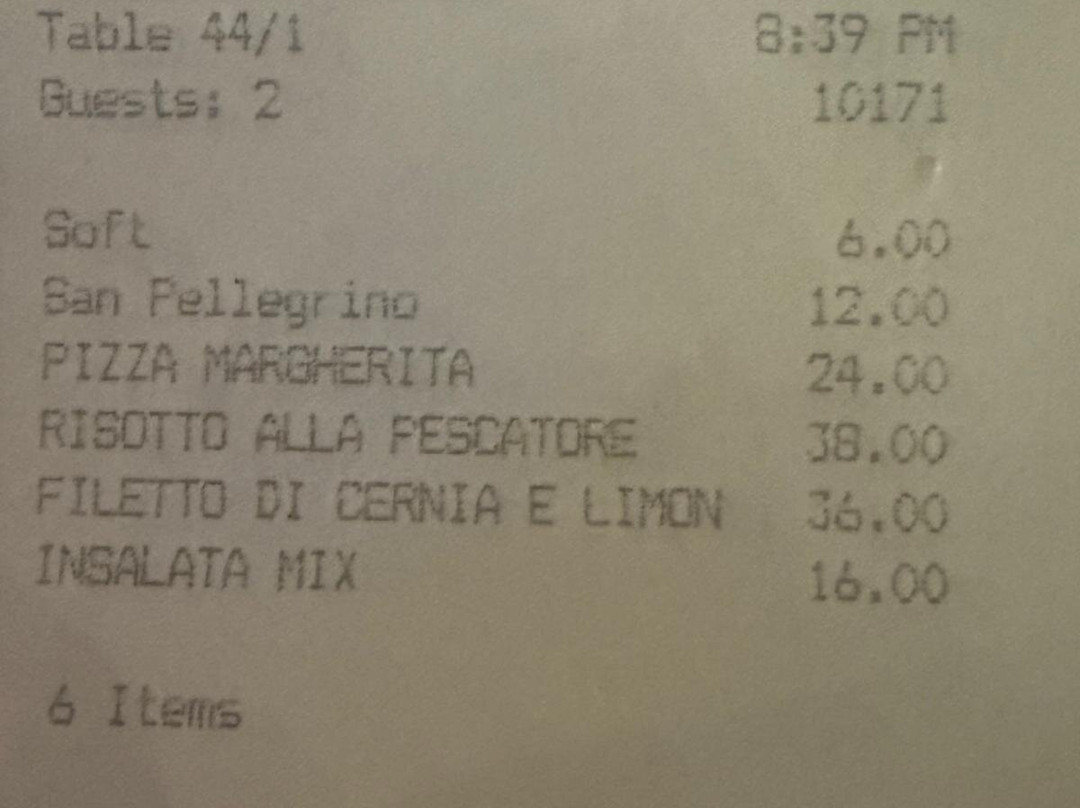 Table 44/1 8:39 PM
Guests: 2 10171
Soft 6.00
San Pellegrino 12.00
PIZZA MARGHERITA 24.00
RISOTTO ALLA PESCATORE 38.00
FILETTO DI CERNIA E LIMON 36.00
INSALATA MIX 16.00
6 Items